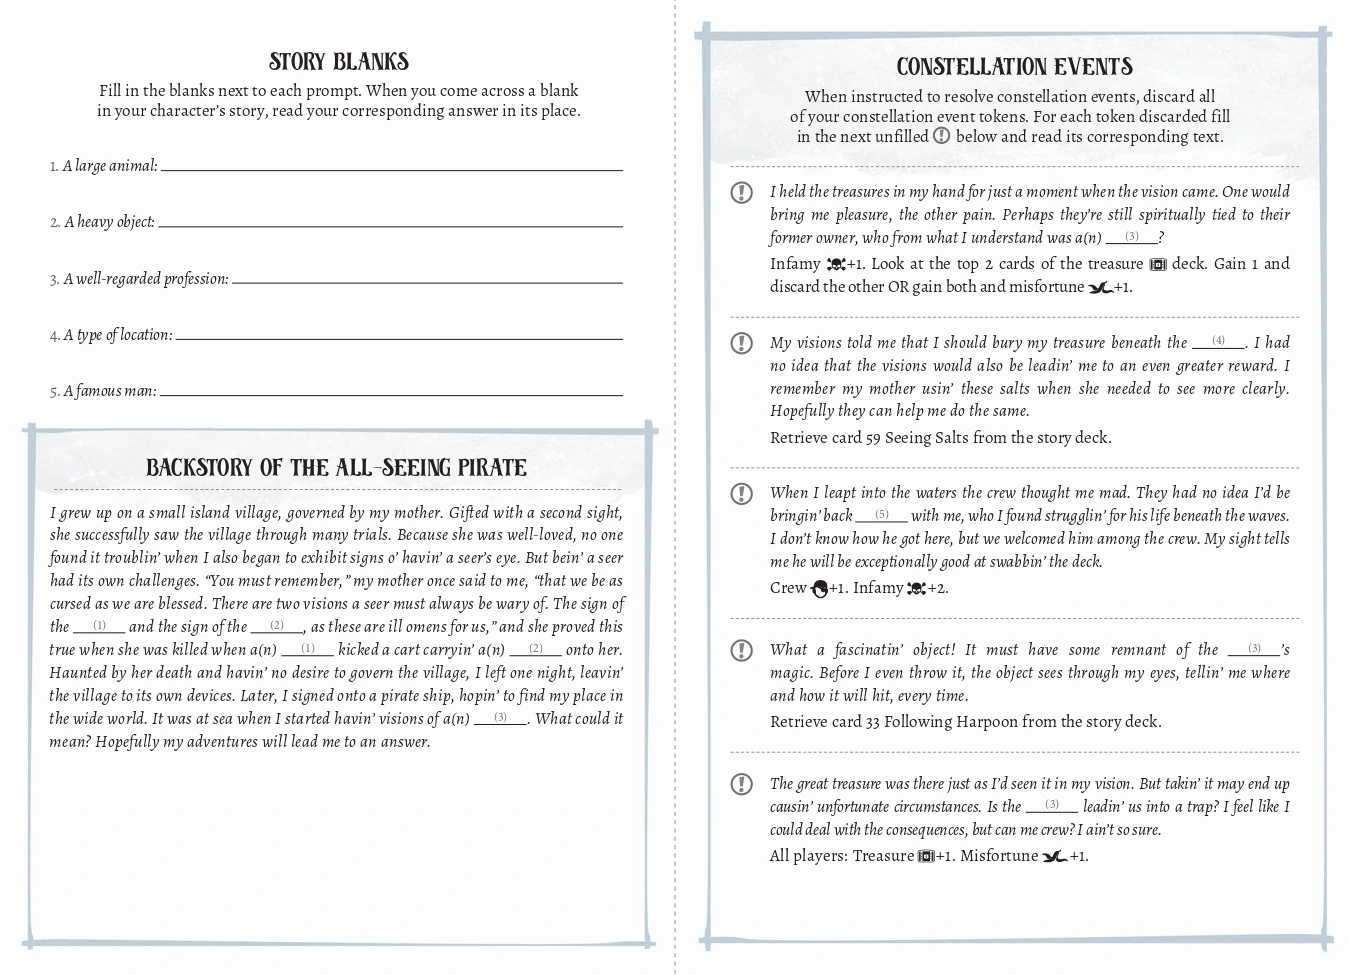 STORY BLANKS
Fill in the blanks next to each prompt. When you come across a blank
in your character's story, read your corresponding answer in its place.
1. A large animal:
2. A heavy object:
3. A well-regarded profession:
4. A type of location:
5. A famous man:
BACKSTORY OF THE ALL-SEEING PIRATE
I grew up on a small island village, governed by my mother. Gifted with a second sight,
she successfully saw the village through many trials. Because she was well-loved, no one
found it troublin' when I also began to exhibit signs o' havin' a seer's eye. But bein' a seer
had its own challenges. “You must remember,” my mother once said to me, “that we be as
cursed as we are blessed. There are two visions a seer must always be wary of. The sign of
the (1) and the sign of the (2), as these are ill omens for us,” and she proved this
true when she was killed when a(n) (1) kicked a cart carryin' a(n) (2) onto her.
Haunted by her death and havin' no desire to govern the village, I left one night, leavin'
the village to its own devices. Later, I signed onto a pirate ship, hopin' to find my place in
the wide world. It was at sea when I started havin' visions of a(n) (3). What could it
mean? Hopefully my adventures will lead me to an answer.
CONSTELLATION EVENTS
When instructed to resolve constellation events, discard all
of your constellation event tokens. For each token discarded fill
in the next unfilled below and read its corresponding text.
I held the treasures in my hand for just a moment when the vision came. One would
bring me pleasure, the other pain. Perhaps they're still spiritually tied to their
former owner, who from what I understand was a(n) (3)?
Infamy +1. Look at the top 2 cards of the treasure deck. Gain 1 and
discard the other OR gain both and misfortune +1.
My visions told me that I should bury my treasure beneath the (4). I had
no idea that the visions would also be leadin' me to an even greater reward. I
remember my mother usin' these salts when she needed to see more clearly.
Hopefully they can help me do the same.
Retrieve card 59 Seeing Salts from the story deck.
When I leapt into the waters the crew thought me mad. They had no idea I'd be
bringin' back (5) with me, who I found strugglin' for his life beneath the waves.
I don't know how he got here, but we welcomed him among the crew. My sight tells
me he will be exceptionally good at swabbin' the deck.
Crew +1. Infamy +2.
What a fascinatin' object! It must have some remnant of the (3)'s
magic. Before I even throw it, the object sees through my eyes, tellin' me where
and how it will hit, every time.
Retrieve card 33 Following Harpoon from the story deck.
The great treasure was there just as I'd seen it in my vision. But takin' it may end up
causin' unfortunate circumstances. Is the (3) leadin' us into a trap? I feel like I
could deal with the consequences, but can me crew? I ain't so sure.
All players: Treasure +1. Misfortune +1.